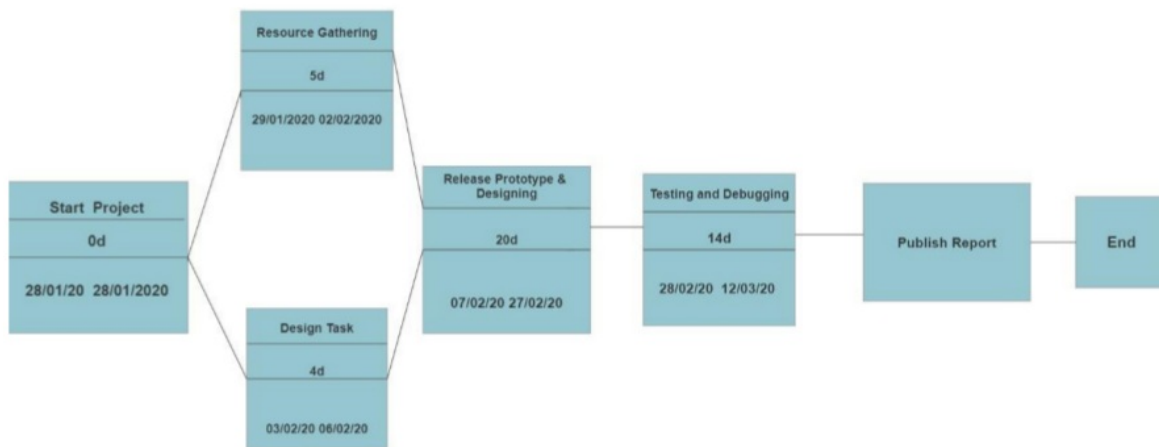 Resource Gathering
5d
29/01/2020 02/02/2020
Start Project
0d
28/01/20 28/01/2020
Design Task
4d
03/02/20 06/02/20
Release Prototype &
Designing
20d
07/02/20 27/02/20
Testing and Debugging
14d
28/02/20 12/03/20
Publish Report
End